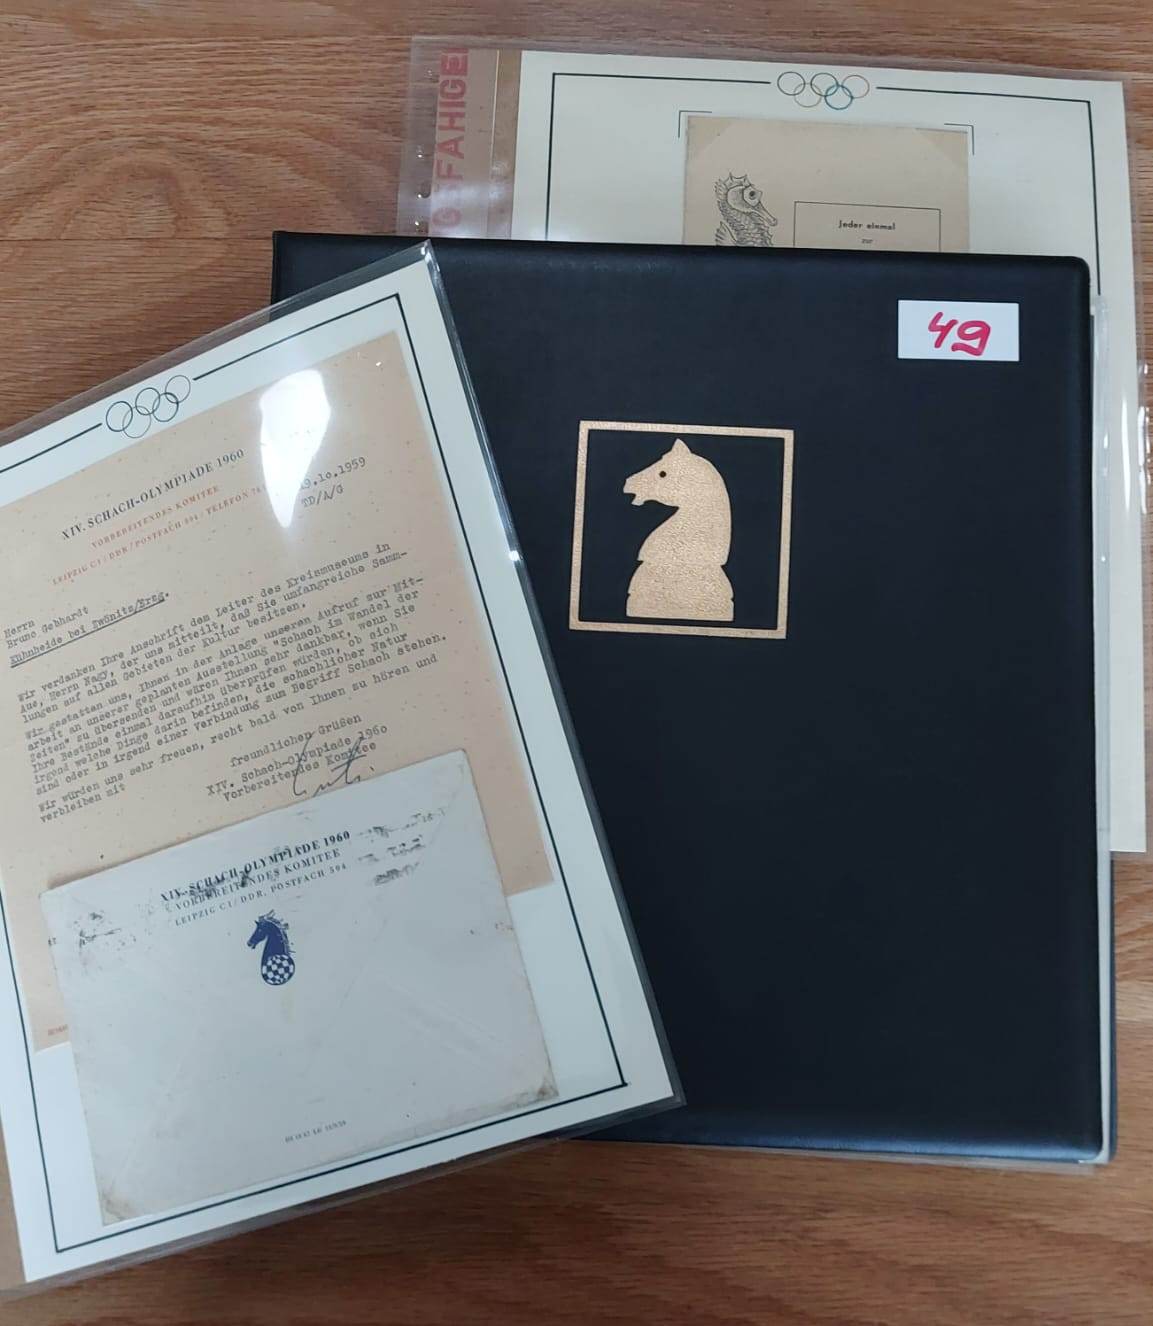 GSFÄHIGE
Jeder einmal
zur
49
XIV. SCHACH-OLYMPIADE 1960
VORBEREITENDES KOMITEE
LEIPZIG C1 / DDR / POSTFACH 594 / TELEFON
9.10.1959
TD/A/G
Herrn
Bruno Gebhardt
Kühnheide bei Zwönitz/Erzg.
Wir verdanken Ihre Anschrift dem Leiter des Kreismuseums in
Aue, Herrn Nagy, der uns mitteilt, daß Sie umfangreiche Samm-
lungen auf allen Gebieten der Kultur besitzen.
Wir gestatten uns, Ihnen in der Anlage unseren Aufruf zur Mit-
arbeit an unserer geplanten Ausstellung "Schach im Wandel der
Zeiten" zu übersenden und wären Ihnen sehr dankbar, wenn Sie
Ihre Bestände einmal daraufhin überprüfen würden, ob sich
irgend welche Dinge darin befinden, die schachlicher Natur
sind oder in irgend einer Verbindung zum Begriff Schach stehen.
Wir würden uns sehr freuen, recht bald von Ihnen zu hören und
verbleiben mit
freundlichen Grüßen
XIV. Schach-Olympiade 1960
Vorbereitendes Komitee
XIV. SCHACH-OLYMPIADE 1960
VORBEREITENDES KOMITEE
LEIPZIG C1 / DDR, POSTFACH 594